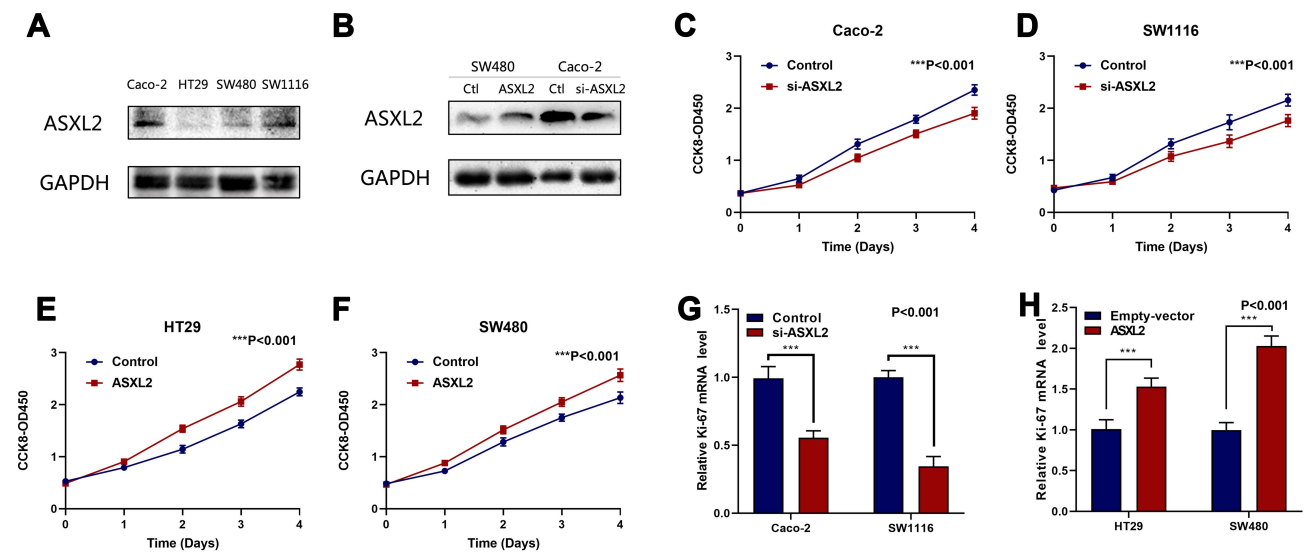 A
Caco-2 HT29 SW480 SW1116
ASXL2
GAPDH
B
SW480 Caco-2
Ctl ASXL2 Ctl si-ASXL2
ASXL2
GAPDH
C
Caco-2
Control
si-ASXL2
***P<0.001
CCK8-OD450
3
2
1
0
0 1 2 3 4
Time (Days)
D
SW1116
Control
si-ASXL2
***P<0.001
CCK8-OD450
3
2
1
0
0 1 2 3 4
Time (Days)
E
HT29
***P<0.001
Control
ASXL2
CCK8-OD450
3
2
1
0
0 1 2 3 4
Time (Days)
F
SW480
***P<0.001
Control
ASXL2
CCK8-OD450
3
2
1
0
0 1 2 3 4
Time (Days)
G
Control
si-ASXL2
P<0.001
*** ***
Relative Ki-67 mRNA level
1.5
1.0
0.5
0.0
Caco-2 SW1116
H
Empty-vector
ASXL2
P<0.001
*** ***
Relative Ki-67 mRNA level
2.5
2.0
1.5
1.0
0.5
0.0
HT29 SW480